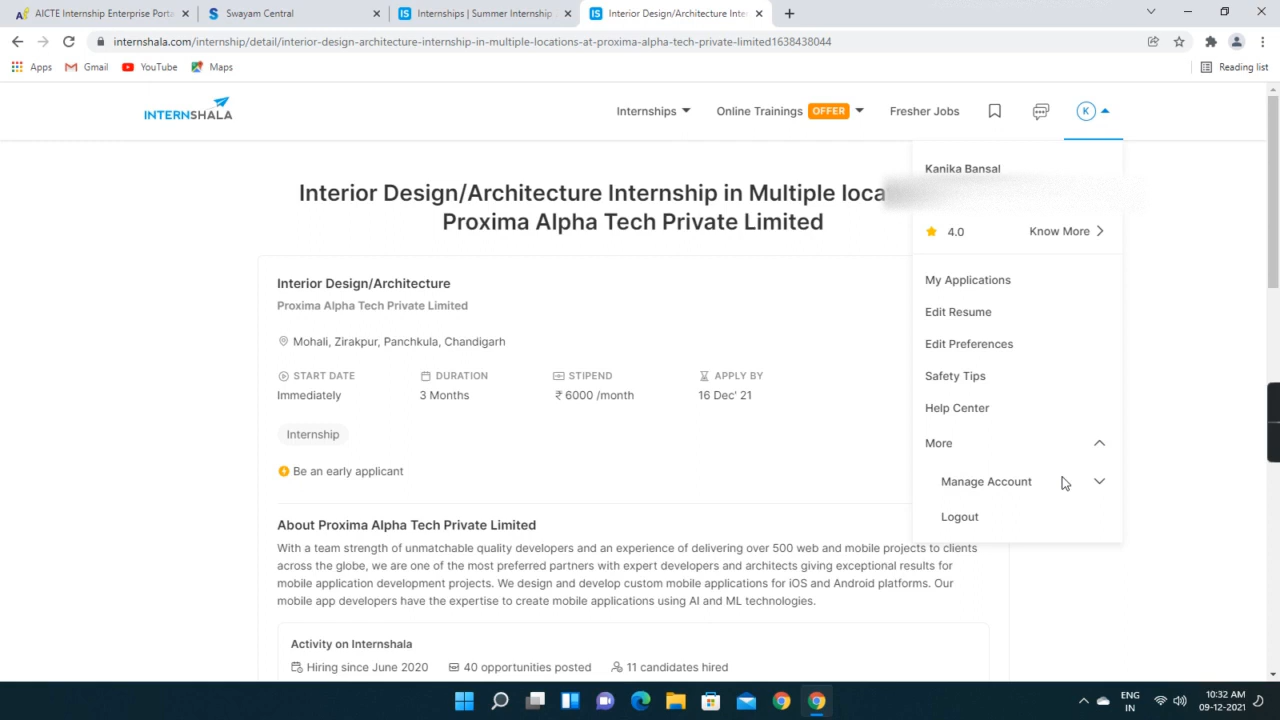 AICTE Internship Enterprise Porta
Swayam Central
Internships | Summer Internship
Interior Design/Architecture Inte
internshala.com/internship/detail/interior-design-architecture-internship-in-multiple-locations-at-proxima-alpha-tech-private-limited1638438044
Apps
Gmail
YouTube
Maps
Reading list
INTERNSHALA
Internships
Online Trainings OFFER
Fresher Jobs
K
Kanika Bansal
4.0
Know More
My Applications
Edit Resume
Edit Preferences
Safety Tips
Help Center
More
Manage Account
Logout
Interior Design/Architecture Internship in Multiple loca
Proxima Alpha Tech Private Limited
Interior Design/Architecture
Proxima Alpha Tech Private Limited
Mohali, Zirakpur, Panchkula, Chandigarh
START DATE DURATION STIPEND APPLY BY
Immediately 3 Months ₹ 6000 /month 16 Dec' 21
Internship
Be an early applicant
About Proxima Alpha Tech Private Limited
With a team strength of unmatchable quality developers and an experience of delivering over 500 web and mobile projects to clients
across the globe, we are one of the most preferred partners with expert developers and architects giving exceptional results for
mobile application development projects. We design and develop custom mobile applications for iOS and Android platforms. Our
mobile app developers have the expertise to create mobile applications using AI and ML technologies.
Activity on Internshala
Hiring since June 2020 40 opportunities posted 11 candidates hired
ENG
IN
10:32 AM
09-12-2021